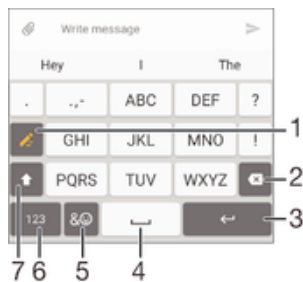 Write message
Hey I The
. .,- ABC DEF ?
GHI JKL MNO !
PQRS TUV WXYZ
123 &
1
2
3
4
5
6
7